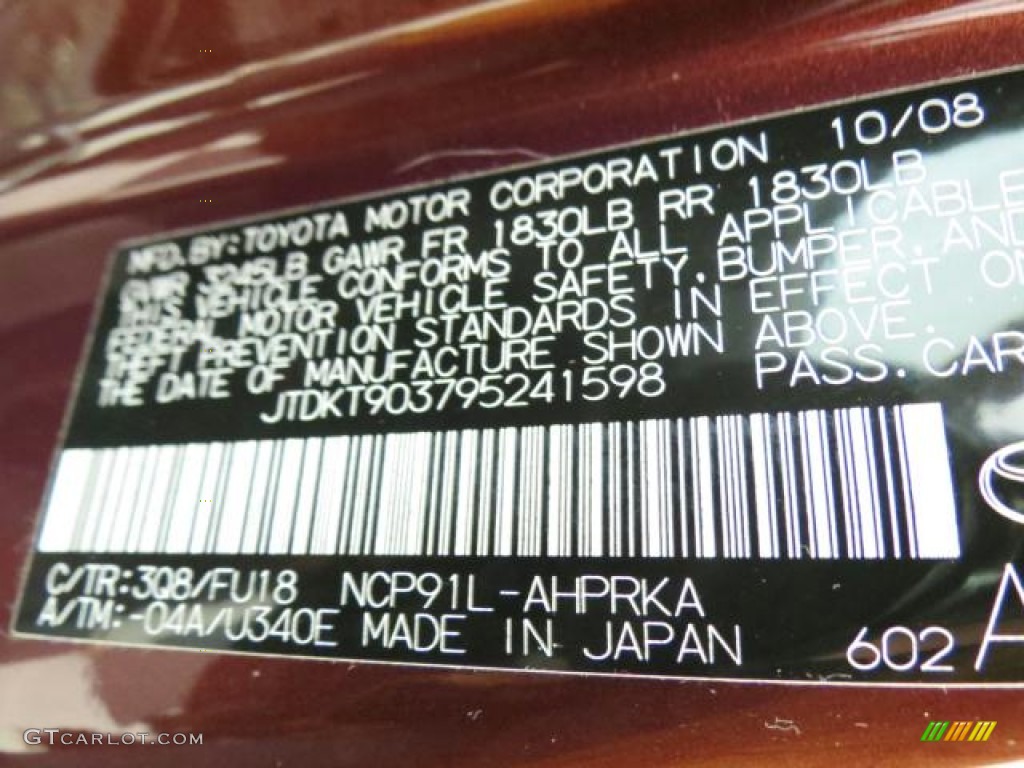 MFD.BY:TOYOTA MOTOR CORPORATION 10/08
GVWR 3245LB GAWR FR 1830LB RR 1830LB
THIS VEHICLE CONFORMS TO ALL APPLICABLE
FEDERAL MOTOR VEHICLE SAFETY,BUMPER,AND
THEFT PREVENTION STANDARDS IN EFFECT ON
THE DATE OF MANUFACTURE SHOWN ABOVE.
JTDKT903795241598 PASS.CAR
C/TR:3Q8/FU18 NCP91L-AHPRKA
A/TM:-04A/U340E MADE IN JAPAN 602
GTCARLOT.COM